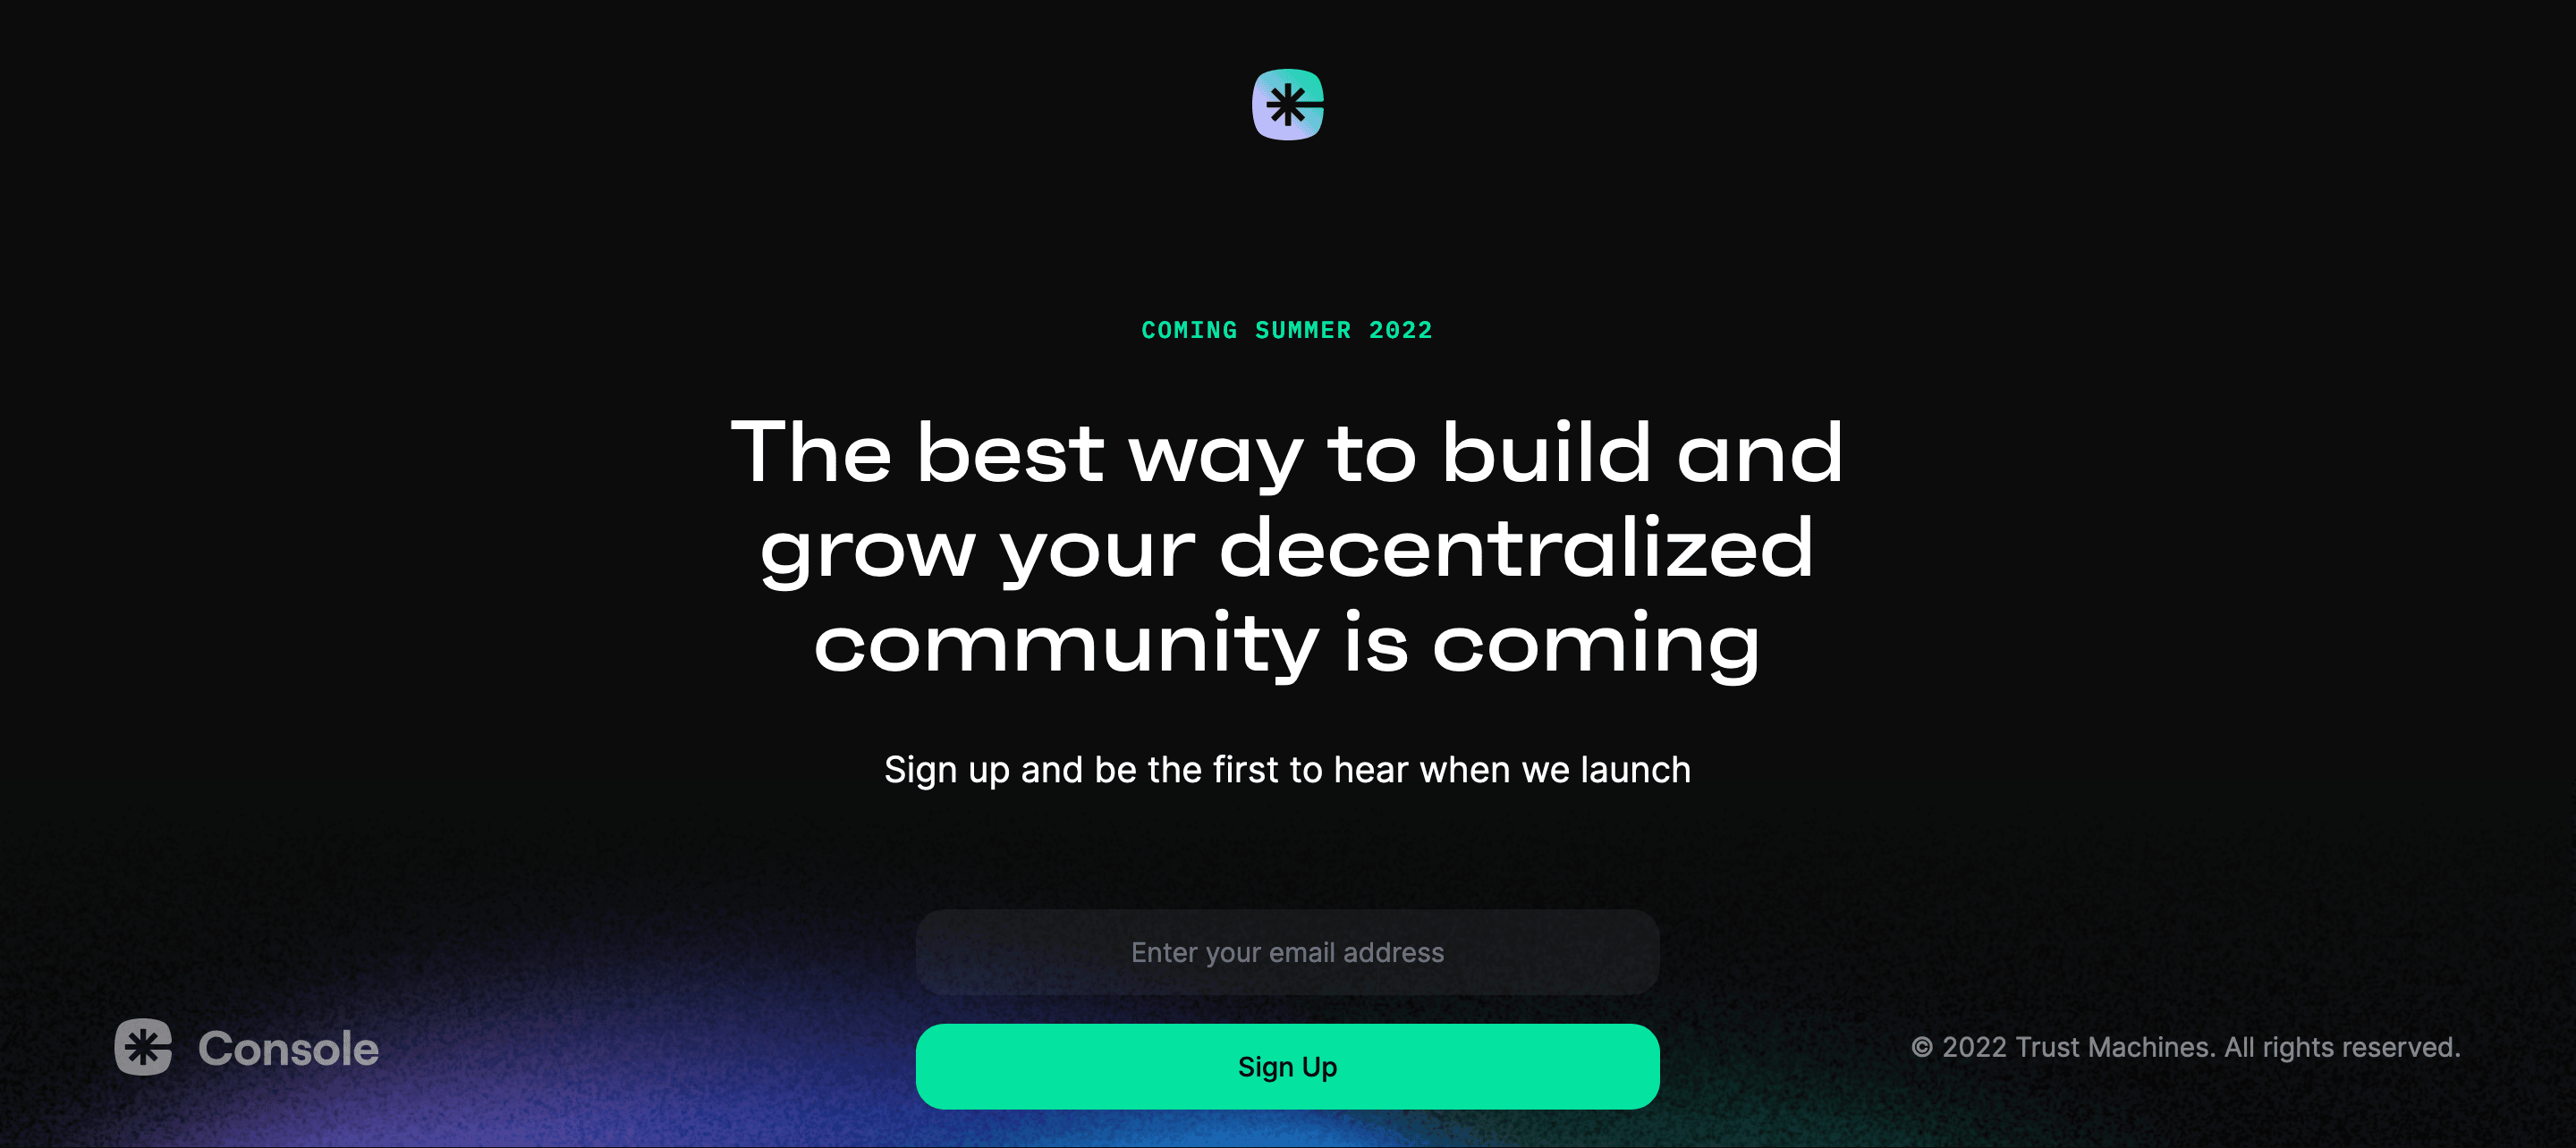 COMING SUMMER 2022
The best way to build and
grow your decentralized
community is coming
Sign up and be the first to hear when we launch
Enter your email address
Sign Up
Console
© 2022 Trust Machines. All rights reserved.